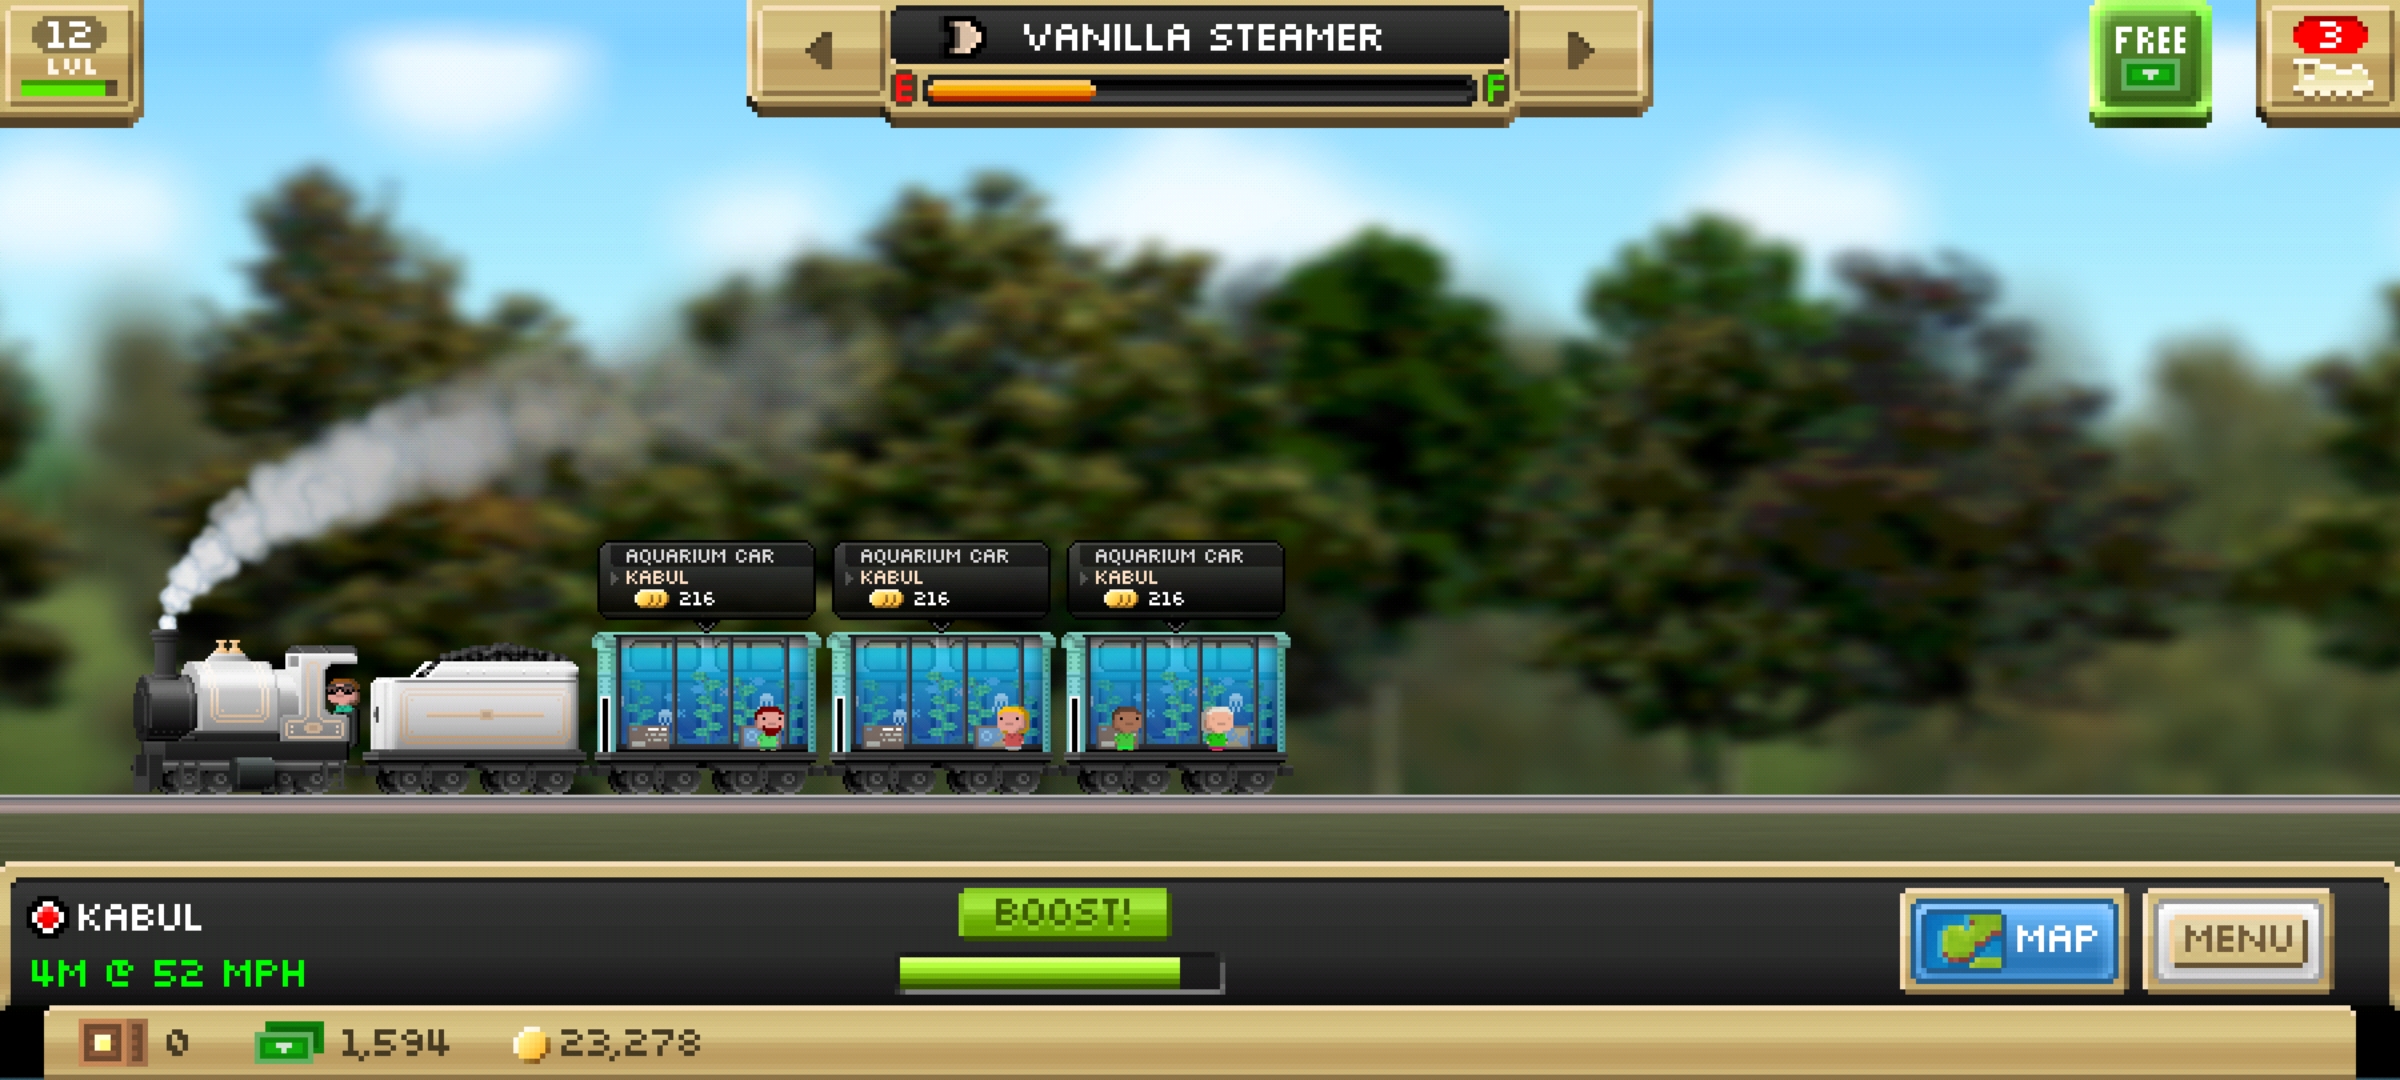 12
LVL
VANILLA STEAMER
E F
FREE
3
AQUARIUM CAR
KABUL
216
AQUARIUM CAR
KABUL
216
AQUARIUM CAR
KABUL
216
KABUL
4M @ 52 MPH
BOOST!
MAP
MENU
0 1,594 23,278